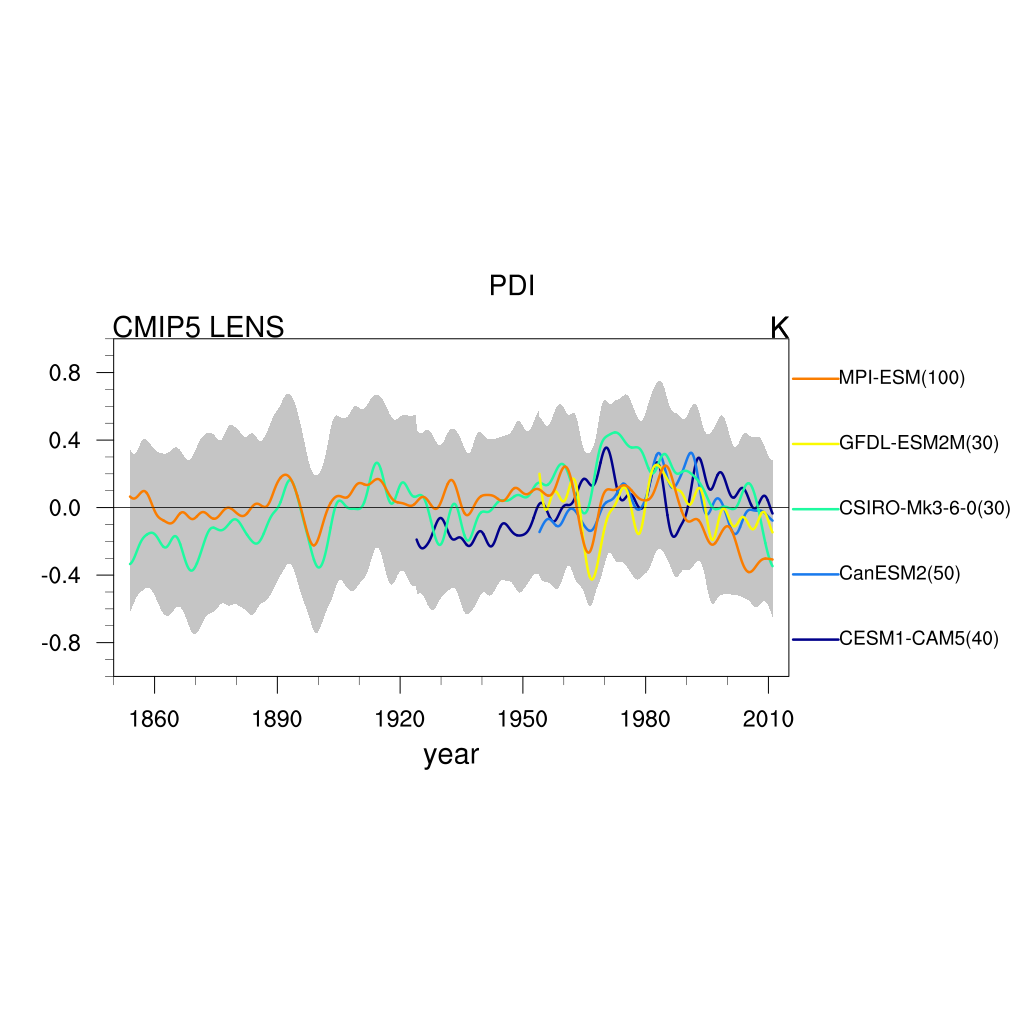 PDI
CMIP5 LENS K
0.8
0.4
0.0
-0.4
-0.8
1860 1890 1920 1950 1980 2010
year
MPI-ESM(100)
GFDL-ESM2M(30)
CSIRO-Mk3-6-0(30)
CanESM2(50)
CESM1-CAM5(40)